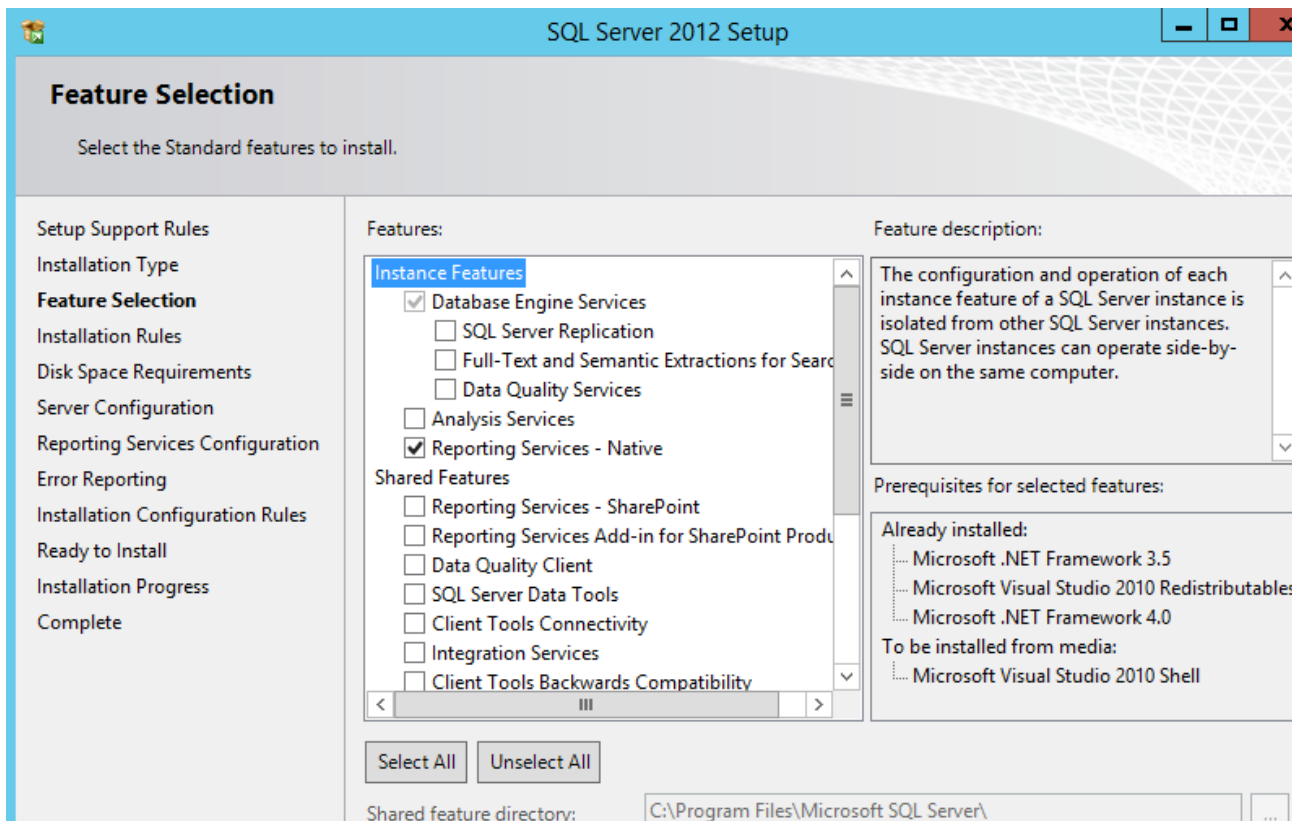 SQL Server 2012 Setup
Feature Selection
Select the Standard features to install.
Setup Support Rules
Installation Type
Feature Selection
Installation Rules
Disk Space Requirements
Server Configuration
Reporting Services Configuration
Error Reporting
Installation Configuration Rules
Ready to Install
Installation Progress
Complete
Features:
Instance Features
Database Engine Services
SQL Server Replication
Full-Text and Semantic Extractions for Searc
Data Quality Services
Analysis Services
Reporting Services - Native
Shared Features
Reporting Services - SharePoint
Reporting Services Add-in for SharePoint Produ
Data Quality Client
SQL Server Data Tools
Client Tools Connectivity
Integration Services
Client Tools Backwards Compatibility
Select All
Unselect All
Shared feature directory:
C:\Program Files\Microsoft SQL Server\
...
Feature description:
The configuration and operation of each
instance feature of a SQL Server instance is
isolated from other SQL Server instances.
SQL Server instances can operate side-by-
side on the same computer.
Prerequisites for selected features:
Already installed:
Microsoft .NET Framework 3.5
Microsoft Visual Studio 2010 Redistributables
Microsoft .NET Framework 4.0
To be installed from media:
Microsoft Visual Studio 2010 Shell